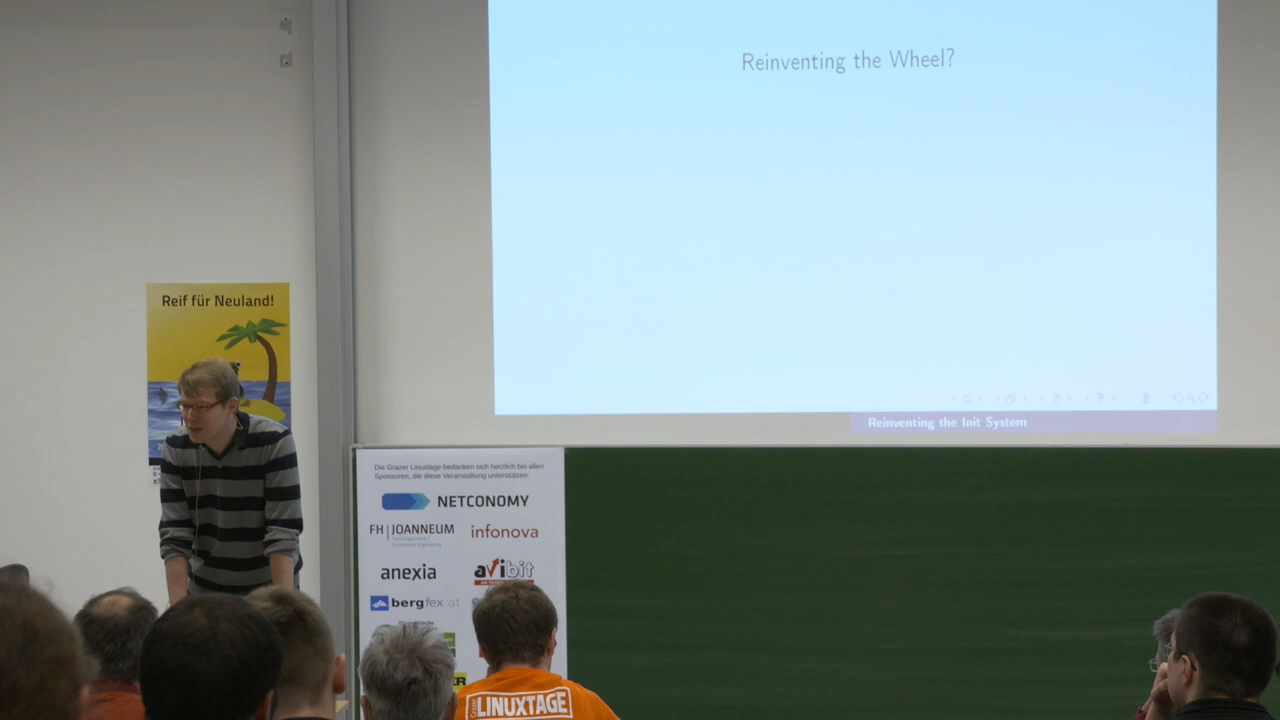 Reinventing the Wheel?
Reinventing the Init System
Reif für Neuland!
Die Grazer Linuxtage bedanken sich herzlich bei allen
Sponsoren, die diese Veranstaltung unterstützen:
NETCONOMY
FH JOANNEUM
infonova
anexia
avibit
bergfex.at
Grazer
LINUXTAGE